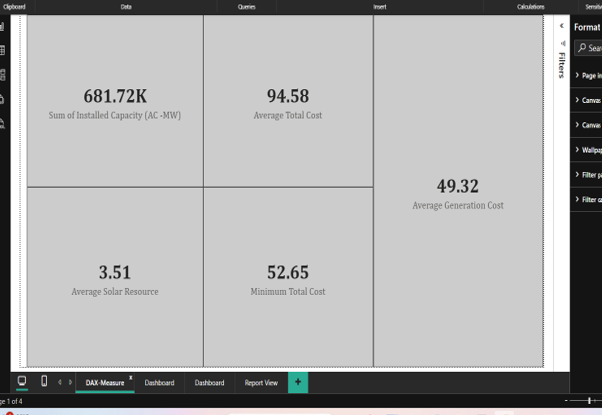 Clipboard
Data
Queries
Insert
Calculations
Format
Filters
Page in
Canvas
Canvas
Wallpap
Filter
Filter
681.72K
Sum of Installed Capacity (AC -MW)
94.58
Average Total Cost
49.32
Average Generation Cost
3.51
Average Solar Resource
52.65
Minimum Total Cost
DAX-Measure x
Dashboard
Dashboard
Report View
+
ge 1 of 4